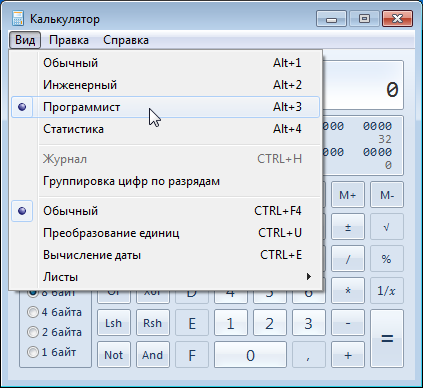 Калькулятор
Вид Правка Справка
Обычный Alt+1
Инженерный Alt+2
Программист Alt+3
Статистика Alt+4
Журнал CTRL+H
Группировка цифр по разрядам
Обычный CTRL+F4
Преобразование единиц CTRL+U
Вычисление даты CTRL+E
Листы
0
000 0000
32
000 0000
0
M+ M-
± √
/ %
8 байт Or Xor D 4 5 6 * 1/x
4 байта Lsh Rsh E 1 2 3 - =
2 байта
1 байт Not And F 0 , +